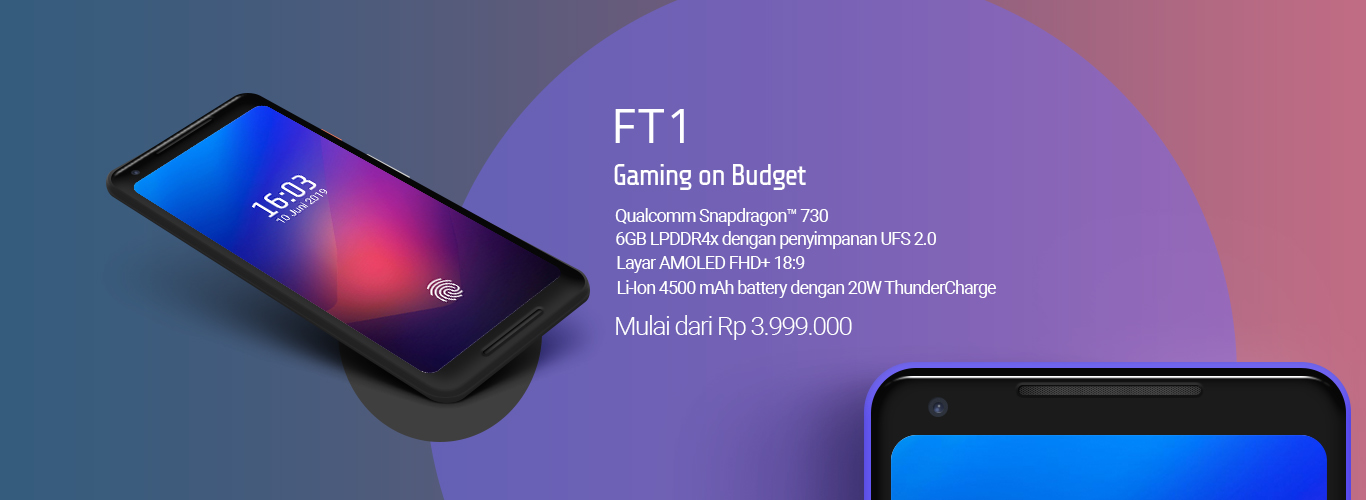 16:03
10 Juni 2019
FT1
Gaming on Budget
Qualcomm Snapdragon™ 730
6GB LPDDR4x dengan penyimpanan UFS 2.0
Layar AMOLED FHD+ 18:9
Li-Ion 4500 mAh battery dengan 20W ThunderCharge
Mulai dari Rp 3.999.000